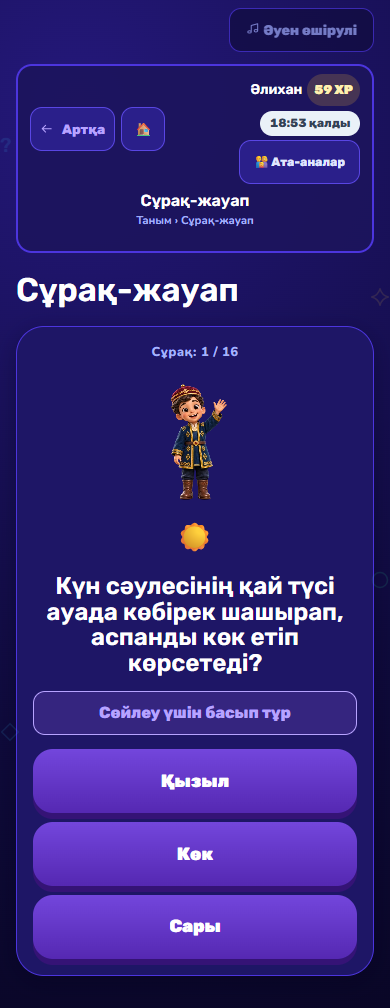 Әуен өшірулі
Әлихан 59 XP
18:53 қалды
← Артқа
Ата-аналар
Сұрақ-жауап
Таным › Сұрақ-жауап
Сұрақ-жауап
Сұрақ: 1 / 16
Күн сәулесінің қай түсі
ауада көбірек шашырап,
аспанды көк етіп
көрсетеді?
Сөйлеу үшін басып тұр
Қызыл
Көк
Сары